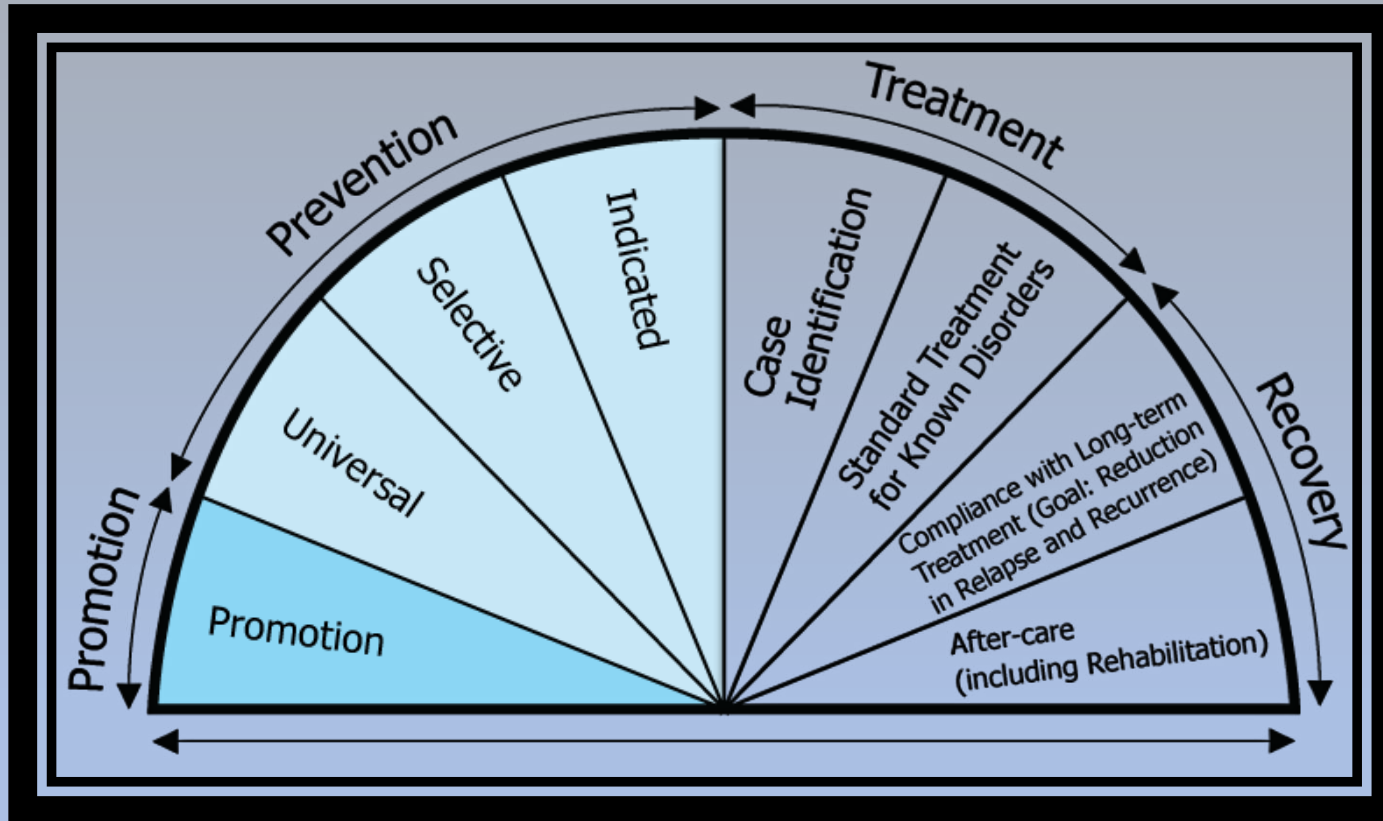 Promotion
Prevention
Treatment
Recovery
Promotion
Universal
Selective
Indicated
Case
Identification
Standard Treatment
for Known Disorders
Compliance with Long-term
Treatment (Goal: Reduction
in Relapse and Recurrence)
After-care
(including Rehabilitation)